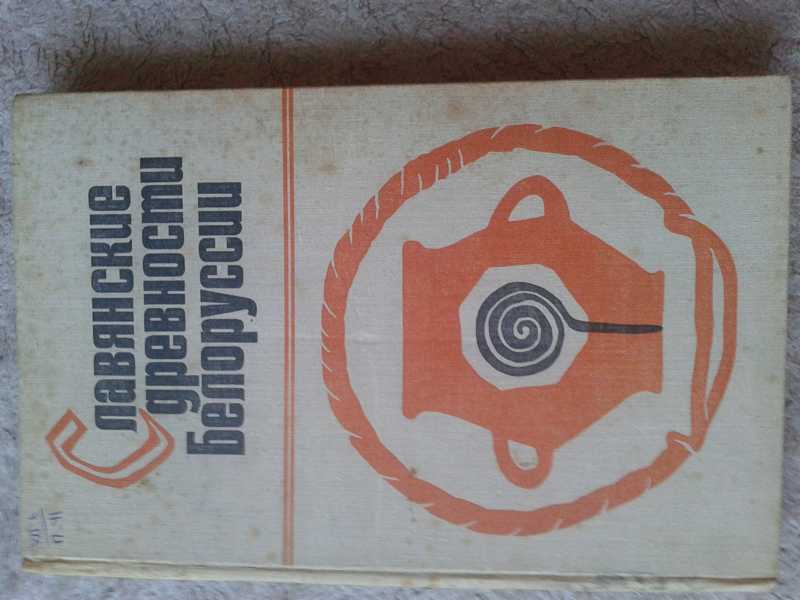 Славянские
древности
Белоруссии